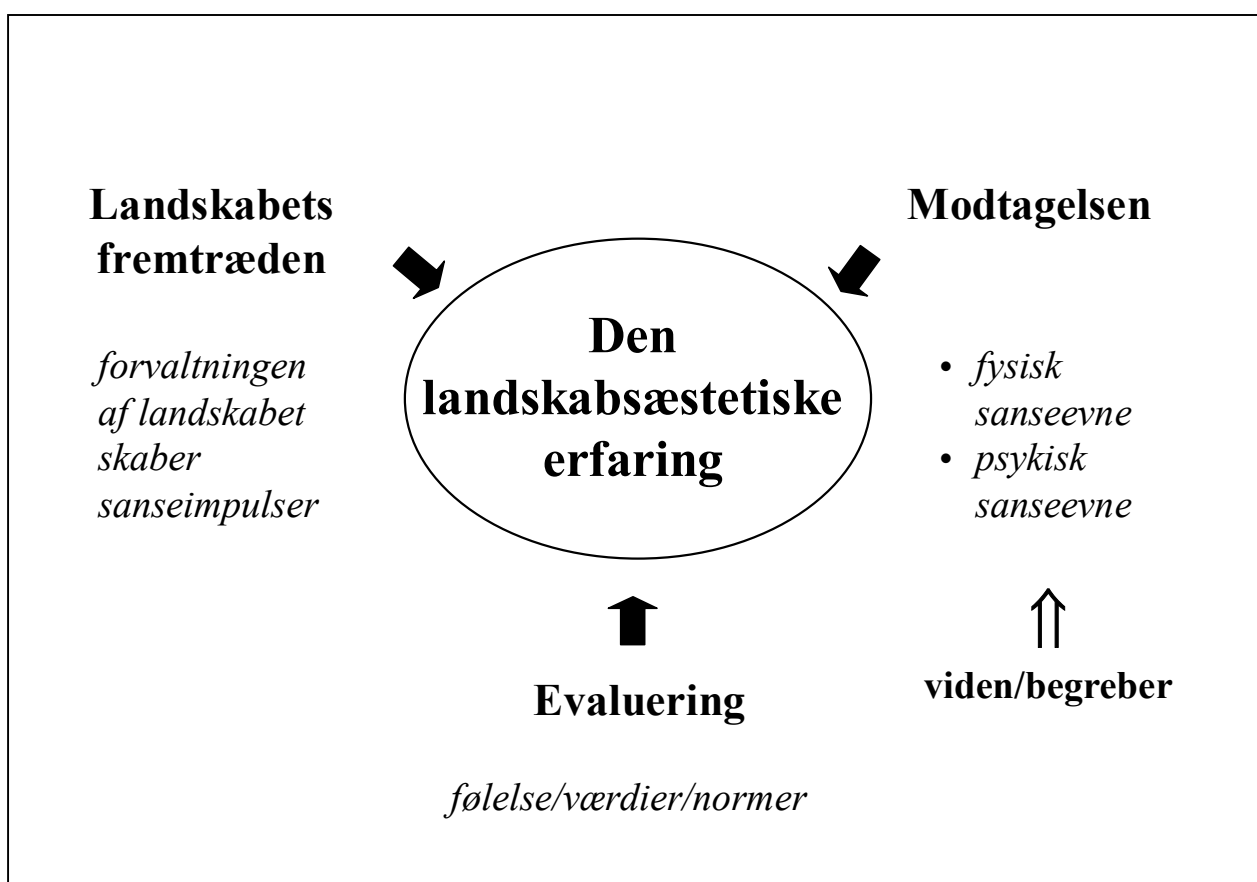 Landskabets
fremtræden
forvaltningen
af landskabet
skaber
sanseimpulser
Den
landskabsæstetiske
erfaring
Modtagelsen
• fysisk
sanseevne
• psykisk
sanseevne
viden/begreber
Evaluering
følelse/værdier/normer